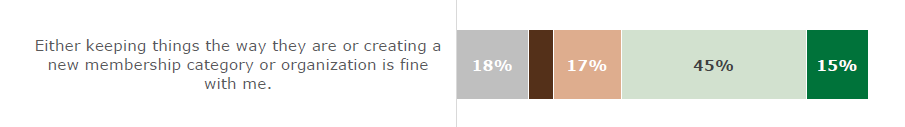 Either keeping things the way they are or creating a
new membership category or organization is fine
with me.
18% 17% 45% 15%